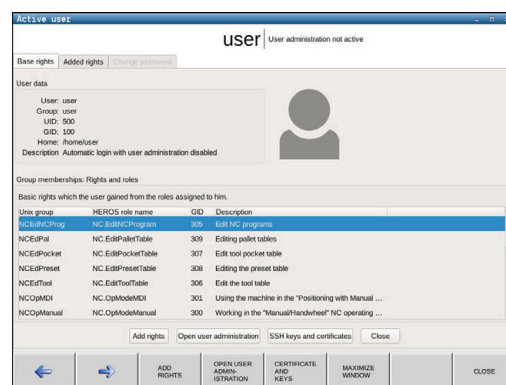 Active user
user User administration not active
Base rights Added rights Change password
User data
User: user
Group: user
UID: 500
GID: 100
Home: /home/user
Description Automatic login with user administration disabled
Group memberships: Rights and roles
Basic rights which the user gained from the roles assigned to him.
Unix group HEROS role name GID Description
NCEdNCProg NC.EditNCProgram 305 Edit NC programs
NCEdPal NC.EditPalletTable 309 Editing pallet tables
NCEdPocket NC.EditPocketTable 307 Edit tool pocket table
NCEdPreset NC.EditPresetTable 308 Editing the preset table
NCEdTool NC.EditToolTable 306 Edit the tool table
NCOpMDI NC.OpModeMDI 301 Using the machine in the "Positioning with Manual ...
NCOpManual NC.OpModeManual 300 Working in the "Manual/Handwheel" NC operating ...
Add rights Open user administration SSH keys and certificates Close
ADD RIGHTS
OPEN USER ADMIN-ISTRATION
CERTIFICATE AND KEYS
MAXIMIZE WINDOW
CLOSE